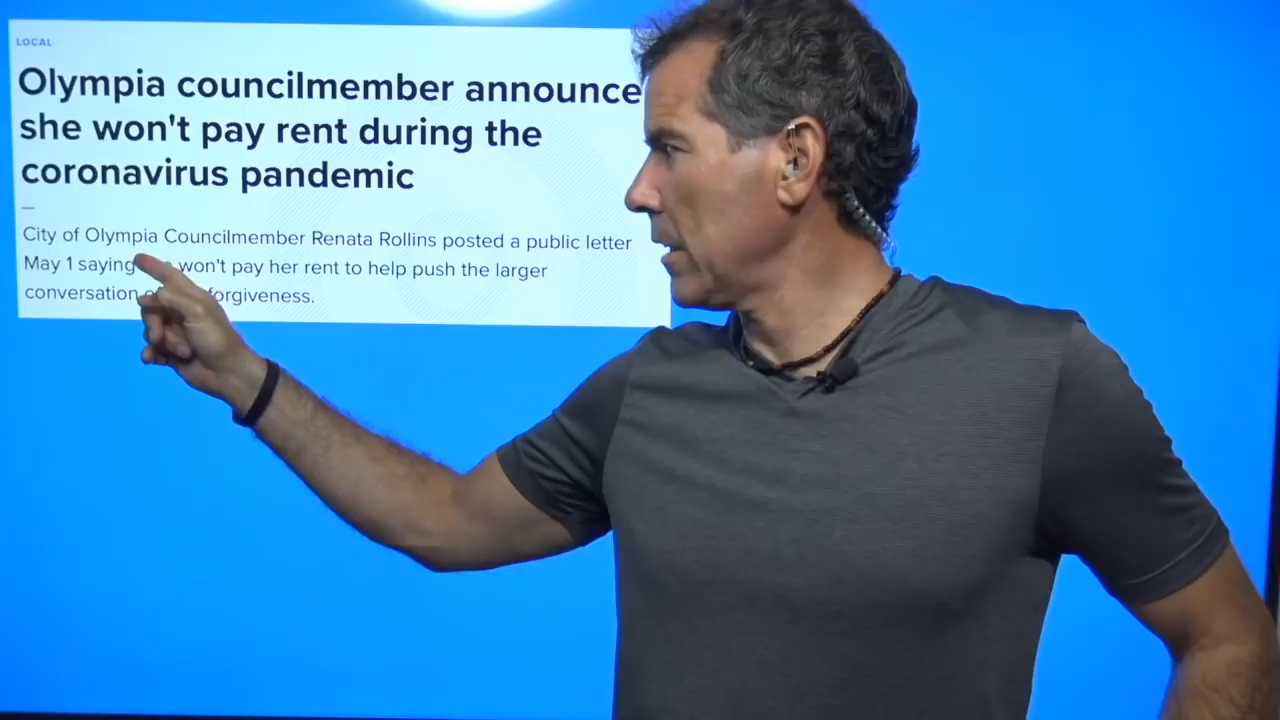 LOCAL
Olympia councilmember announce
she won't pay rent during the
coronavirus pandemic
City of Olympia Councilmember Renata Rollins posted a public letter
May 1 saying won't pay her rent to help push the larger
conversation forgiveness.